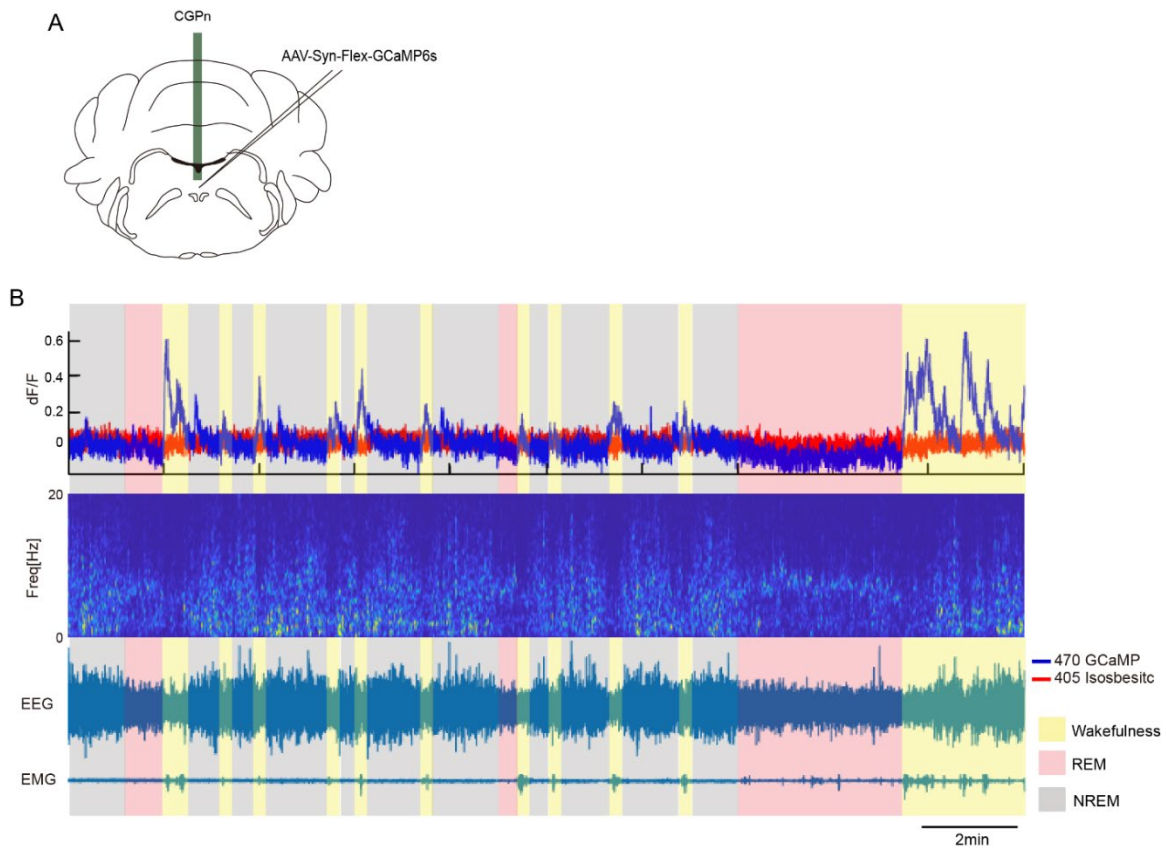 A
CGPn
AAV-Syn-Flex-GCaMP6s
B
0.6
0.4
0.2
0
dF/F
20
0
Freq[Hz]
EEG
EMG
470 GCaMP
405 Isosbesitc
Wakefulness
REM
NREM
2min